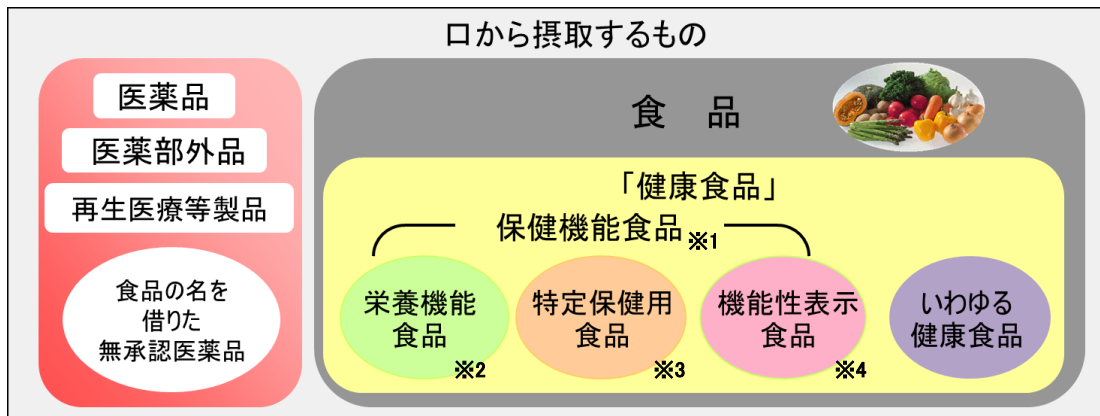 口から摂取するもの
医薬品
医薬部外品
再生医療等製品
食品の名を
借りた
無承認医薬品
食　品
「健康食品」
保健機能食品※1
栄養機能
食品
※2
特定保健用
食品
※3
機能性表示
食品
※4
いわゆる
健康食品